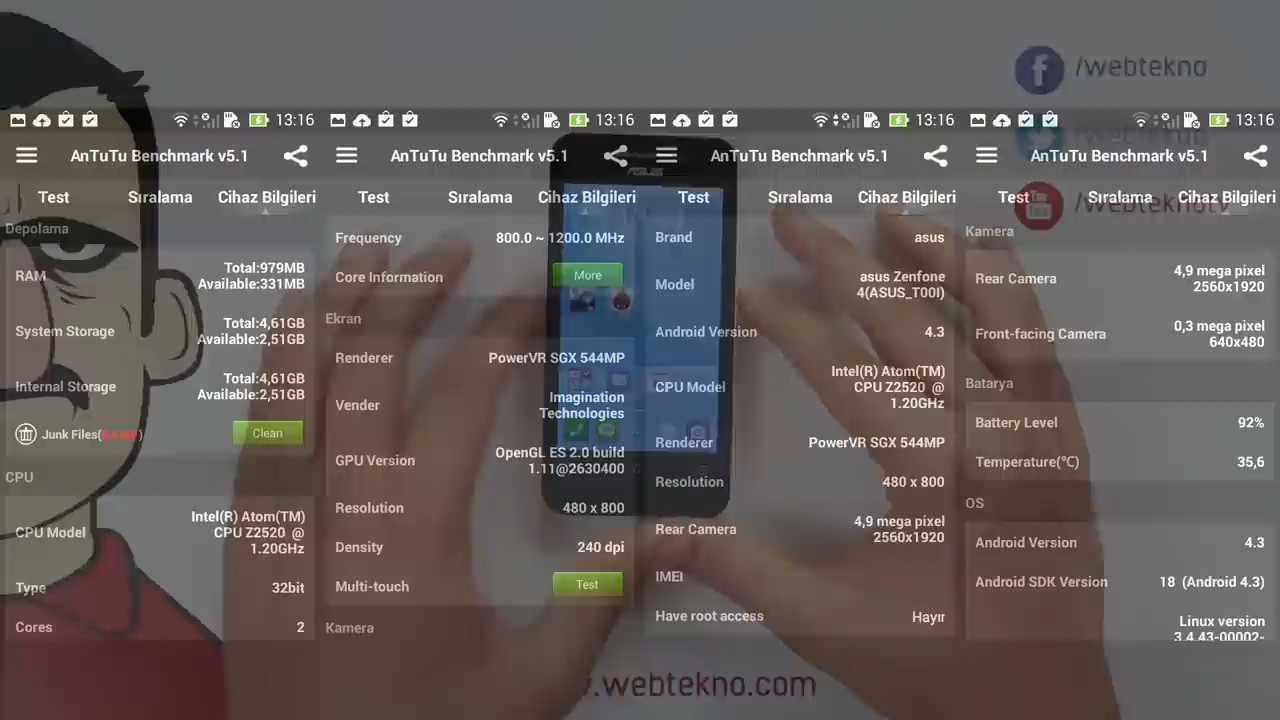 /webtekno
13:16
AnTuTu Benchmark v5.1
Test Sıralama Cihaz Bilgileri
Depolama
RAM
Total:979MB
Available:331MB
System Storage
Total:4,61GB
Available:2,51GB
Internal Storage
Total:4,61GB
Available:2,51GB
Junk Files(
Clean
CPU
CPU Model
Intel(R) Atom(TM)
CPU Z2520 @
1.20GHz
Type 32bit
Cores 2
13:16
AnTuTu Benchmark v5.1
Test Sıralama Cihaz Bilgileri
Frequency 800.0 ~ 1200.0 MHz
Core Information More
Ekran
Renderer PowerVR SGX 544MP
Vender
Imagination
Technologies
GPU Version
OpenGL ES 2.0 build
1.11@2630400
Resolution 480 x 800
Density 240 dpi
Multi-touch Test
Kamera
ASUS
13:16
AnTuTu Benchmark v5.1
Test Sıralama Cihaz Bilgileri
Brand asus
Model
asus Zenfone
4(ASUS_T00I)
Android Version 4.3
CPU Model
Intel(R) Atom(TM)
CPU Z2520 @
1.20GHz
Renderer PowerVR SGX 544MP
Resolution 480 x 800
Rear Camera
4,9 mega pixel
2560x1920
IMEI
Have root access Hayır
13:16
/webtekno
AnTuTu Benchmark v5.1
Test Sıralama Cihaz Bilgileri
/webteknotv
Kamera
Rear Camera
4,9 mega pixel
2560x1920
Front-facing Camera
0,3 mega pixel
640x480
Batarya
Battery Level 92%
Temperature(°C) 35,6
OS
Android Version 4.3
Android SDK Version 18 (Android 4.3)
Linux version
3.4.43-00002-
.webtekno.com